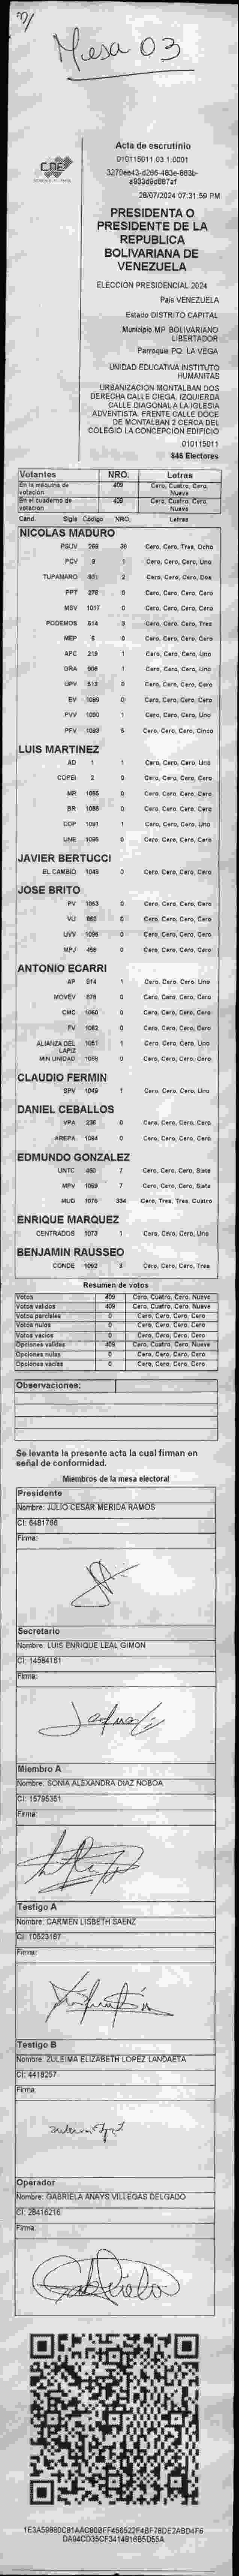 Mesa 03
CNE
Acta de escrutinio
010115011.03.1.0001
3270ee43-d266-483e-883b-
a933d9d687af
28/07/2024 07:31:59 PM
PRESIDENTA O
PRESIDENTE DE LA
REPUBLICA
BOLIVARIANA DE
VENEZUELA
ELECCIÓN PRESIDENCIAL 2024
País VENEZUELA
Estado DISTRITO CAPITAL
Municipio MP. BOLIVARIANO
LIBERTADOR
Parroquia PQ. LA VEGA
UNIDAD EDUCATIVA INSTITUTO
HUMANITAS
URBANIZACION MONTALBAN DOS
DERECHA CALLE CIEGA. IZQUIERDA
CALLE DIAGONAL A LA IGLESIA
ADVENTISTA. FRENTE CALLE DOCE
DE MONTALBAN 2 CERCA DEL
COLEGIO LA CONCEPCION EDIFICIO
010115011
846 Electores
Votantes NRO. Letras
En la máquina de votación 409 Cero, Cuatro, Cero, Nueve
En el cuaderno de votación 409 Cero, Cuatro, Cero, Nueve
Cand. Sigla Código NRO. Letras
NICOLAS MADURO
PSUV 269 38 Cero, Cero, Tres, Ocho
PCV 9 1 Cero, Cero, Cero, Uno
TUPAMARO 931 2 Cero, Cero, Cero, Dos
PPT 276 0 Cero, Cero, Cero, Cero
MSV 1017 0 Cero, Cero, Cero, Cero
PODEMOS 614 3 Cero, Cero, Cero, Tres
MEP 6 0 Cero, Cero, Cero, Cero
APC 219 1 Cero, Cero, Cero, Uno
ORA 906 1 Cero, Cero, Cero, Uno
UPV 512 0 Cero, Cero, Cero, Cero
EV 1089 0 Cero, Cero, Cero, Cero
PVV 1090 1 Cero, Cero, Cero, Uno
PFV 1093 5 Cero, Cero, Cero, Cinco
LUIS MARTINEZ
AD 1 1 Cero, Cero, Cero, Uno
COPEI 2 0 Cero, Cero, Cero, Cero
MR 1065 0 Cero, Cero, Cero, Cero
BR 1088 0 Cero, Cero, Cero, Cero
DDP 1091 1 Cero, Cero, Cero, Uno
UNE 1095 0 Cero, Cero, Cero, Cero
JAVIER BERTUCCI
EL CAMBIO 1048 0 Cero, Cero, Cero, Cero
JOSE BRITO
PV 1053 0 Cero, Cero, Cero, Cero
VU 865 0 Cero, Cero, Cero, Cero
UVV 1096 0 Cero, Cero, Cero, Cero
MPJ 458 0 Cero, Cero, Cero, Cero
ANTONIO ECARRI
AP 814 1 Cero, Cero, Cero, Uno
MOVEV 879 0 Cero, Cero, Cero, Cero
CMC 1060 0 Cero, Cero, Cero, Cero
FV 1062 0 Cero, Cero, Cero, Cero
ALIANZA DEL LAPIZ 1051 1 Cero, Cero, Cero, Uno
MIN UNIDAD 1068 0 Cero, Cero, Cero, Cero
CLAUDIO FERMIN
SPV 1049 1 Cero, Cero, Cero, Uno
DANIEL CEBALLOS
VPA 236 0 Cero, Cero, Cero, Cero
AREPA 1084 0 Cero, Cero, Cero, Cero
EDMUNDO GONZALEZ
UNTC 460 7 Cero, Cero, Cero, Siete
MPV 1069 7 Cero, Cero, Cero, Siete
MUD 1076 334 Cero, Tres, Tres, Cuatro
ENRIQUE MARQUEZ
CENTRADOS 1073 1 Cero, Cero, Cero, Uno
BENJAMIN RAUSSEO
CONDE 1092 3 Cero, Cero, Cero, Tres
Resumen de votos
Votos 409 Cero, Cuatro, Cero, Nueve
Votos válidos 409 Cero, Cuatro, Cero, Nueve
Votos parciales 0 Cero, Cero, Cero, Cero
Votos nulos 0 Cero, Cero, Cero, Cero
Votos vacíos 0 Cero, Cero, Cero, Cero
Opciones válidas 409 Cero, Cuatro, Cero, Nueve
Opciones nulas 0 Cero, Cero, Cero, Cero
Opciones vacías 0 Cero, Cero, Cero, Cero
Observaciones:
Se levanta la presente acta la cual firman en
señal de conformidad.
Miembros de la mesa electoral
Presidente
Nombre: JULIO CESAR MERIDA RAMOS
CI: 6481766
Firma:
Secretario
Nombre: LUIS ENRIQUE LEAL GIMON
CI: 14584161
Firma:
Miembro A
Nombre: SONIA ALEXANDRA DIAZ NOBOA
CI: 15795351
Firma:
Testigo A
Nombre: CARMEN LISBETH SAENZ
CI: 10523167
Firma:
Testigo B
Nombre: ZULEIMA ELIZABETH LOPEZ LANDAETA
CI: 4418257
Firma:
Operador
Nombre: GABRIELA ANAYS VILLEGAS DELGADO
CI: 28416216
Firma:
Gabriela